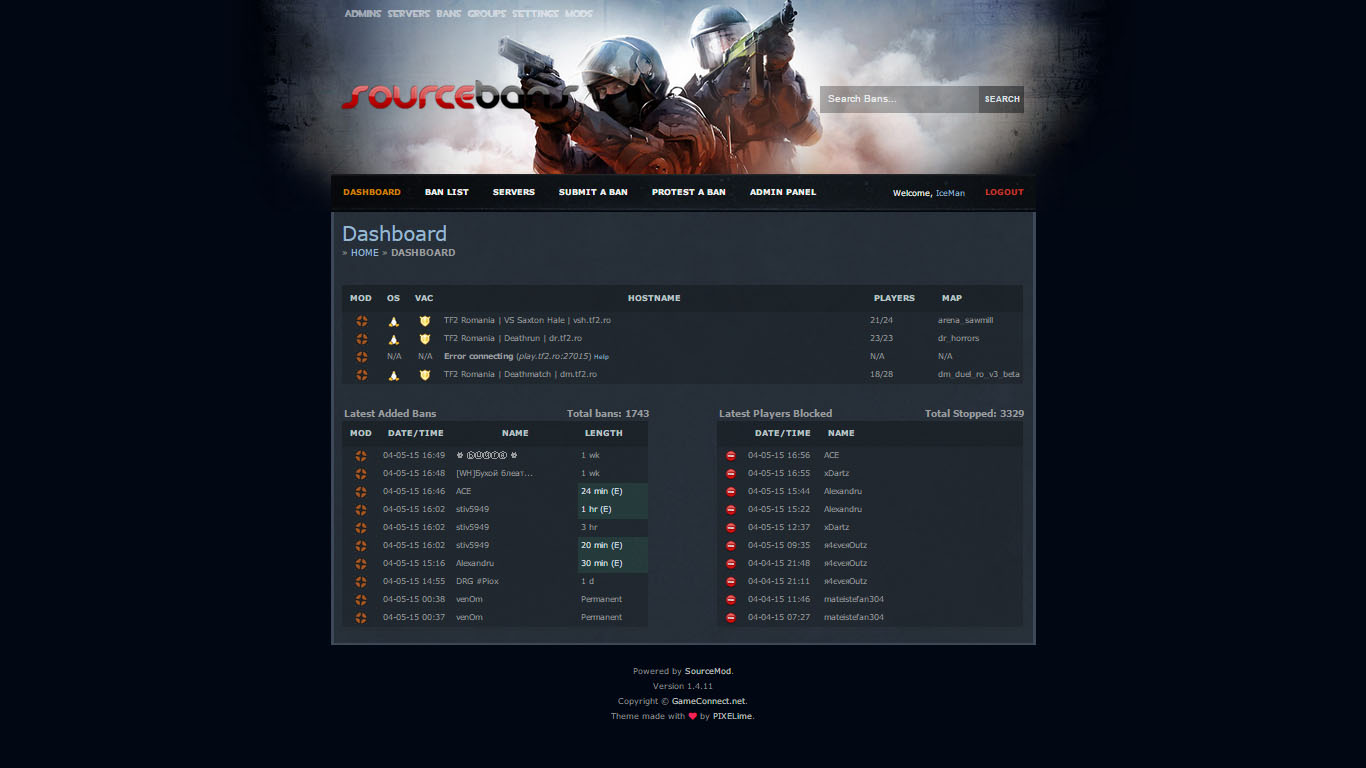 ADMINS SERVERS BANS GROUPS SETTINGS MODS
sourcebans
Search Bans... SEARCH
DASHBOARD BAN LIST SERVERS SUBMIT A BAN PROTEST A BAN ADMIN PANEL Welcome, IceMan LOGOUT
Dashboard
» HOME » DASHBOARD
MOD OS VAC HOSTNAME PLAYERS MAP
TF2 Romania | VS Saxton Hale | vsh.tf2.ro 21/24 arena_sawmill
TF2 Romania | Deathrun | dr.tf2.ro 23/23 dr_horrors
N/A N/A Error connecting (play.tf2.ro:27015) Help N/A N/A
TF2 Romania | Deathmatch | dm.tf2.ro 18/28 dm_duel_ro_v3_beta
Latest Added Bans Total bans: 1743
MOD DATE/TIME NAME LENGTH
04-05-15 16:49 1 wk
04-05-15 16:48 [WH]Бухой блеат... 1 wk
04-05-15 16:46 ACE 24 min (E)
04-05-15 16:02 stiv5949 1 hr (E)
04-05-15 16:02 stiv5949 3 hr
04-05-15 16:02 stiv5949 20 min (E)
04-05-15 15:16 Alexandru 30 min (E)
04-05-15 14:55 DRG #Piox 1 d
04-05-15 00:38 venOm Permanent
04-05-15 00:37 venOm Permanent
Latest Players Blocked Total Stopped: 3329
DATE/TIME NAME
04-05-15 16:56 ACE
04-05-15 16:55 xDartz
04-05-15 15:44 Alexandru
04-05-15 15:22 Alexandru
04-05-15 12:37 xDartz
04-05-15 09:35 я4єvєяOutz
04-04-15 21:48 я4єvєяOutz
04-04-15 21:11 я4єvєяOutz
04-04-15 11:46 mateistefan304
04-04-15 07:27 mateistefan304
Powered by SourceMod.
Version 1.4.11
Copyright © GameConnect.net.
Theme made with ❤ by PIXELime.